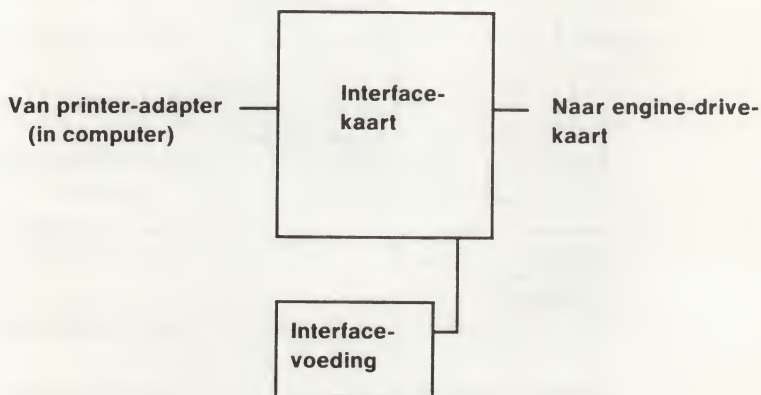 Van printer-adapter
(in computer)
Interface-
kaart
Naar engine-drive-
kaart
Interface-
voeding